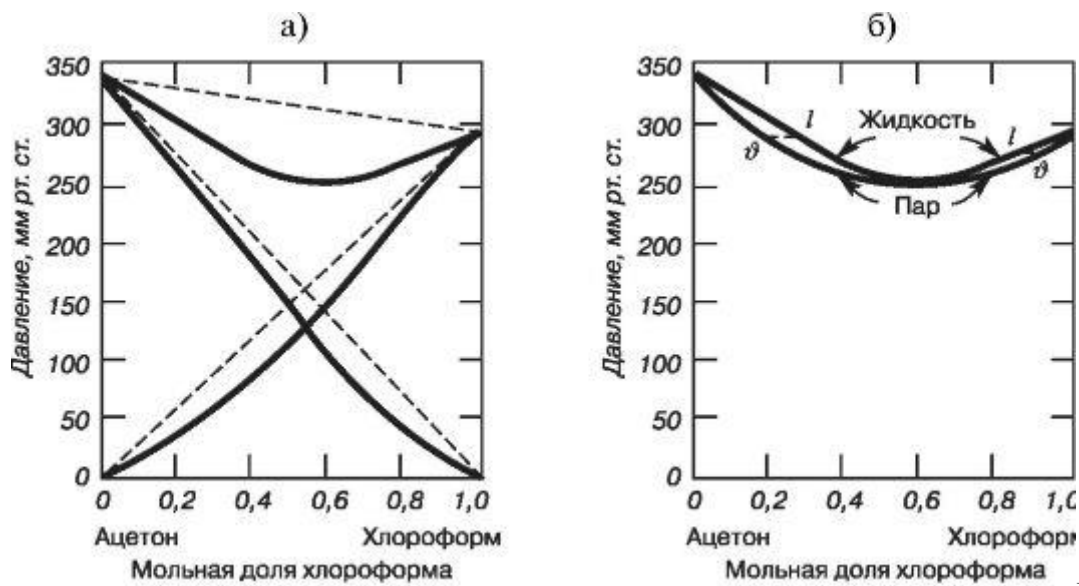 а)
350
300
250
200
150
100
50
0
Давление, мм рт. ст.
0 0,2 0,4 0,6 0,8 1,0
Ацетон Хлороформ
Мольная доля хлороформа
б)
350
300
250
200
150
100
50
0
Давление, мм рт. ст.
l Жидкость l
ϑ ϑ
Пар
0 0,2 0,4 0,6 0,8 1,0
Ацетон Хлороформ
Мольная доля хлороформа